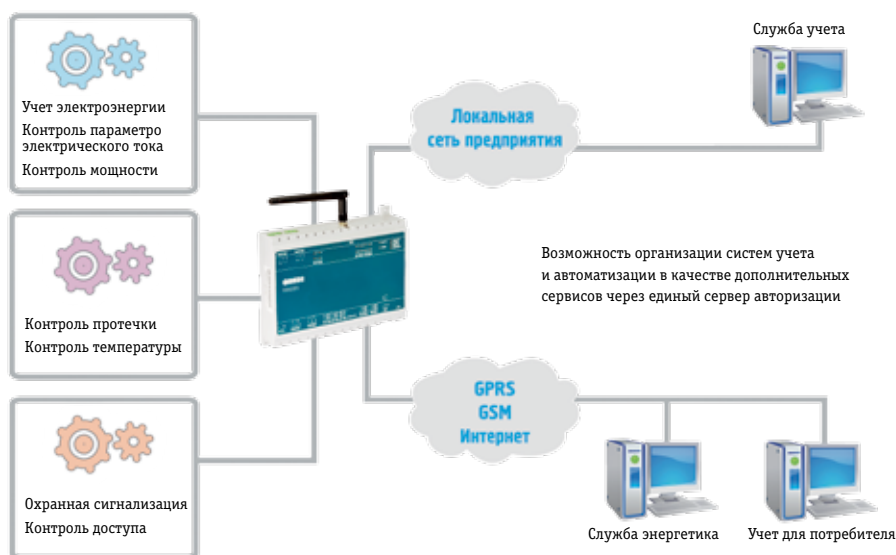 Учет электроэнергии
Контроль параметро
электрического тока
Контроль мощности
Контроль протечки
Контроль температуры
Охранная сигнализация
Контроль доступа
Локальная
сеть предприятия
Служба учета
Возможность организации систем учета
и автоматизации в качестве дополнительных
сервисов через единый сервер авторизации
GPRS
GSM
Интернет
Служба энергетика
Учет для потребителя